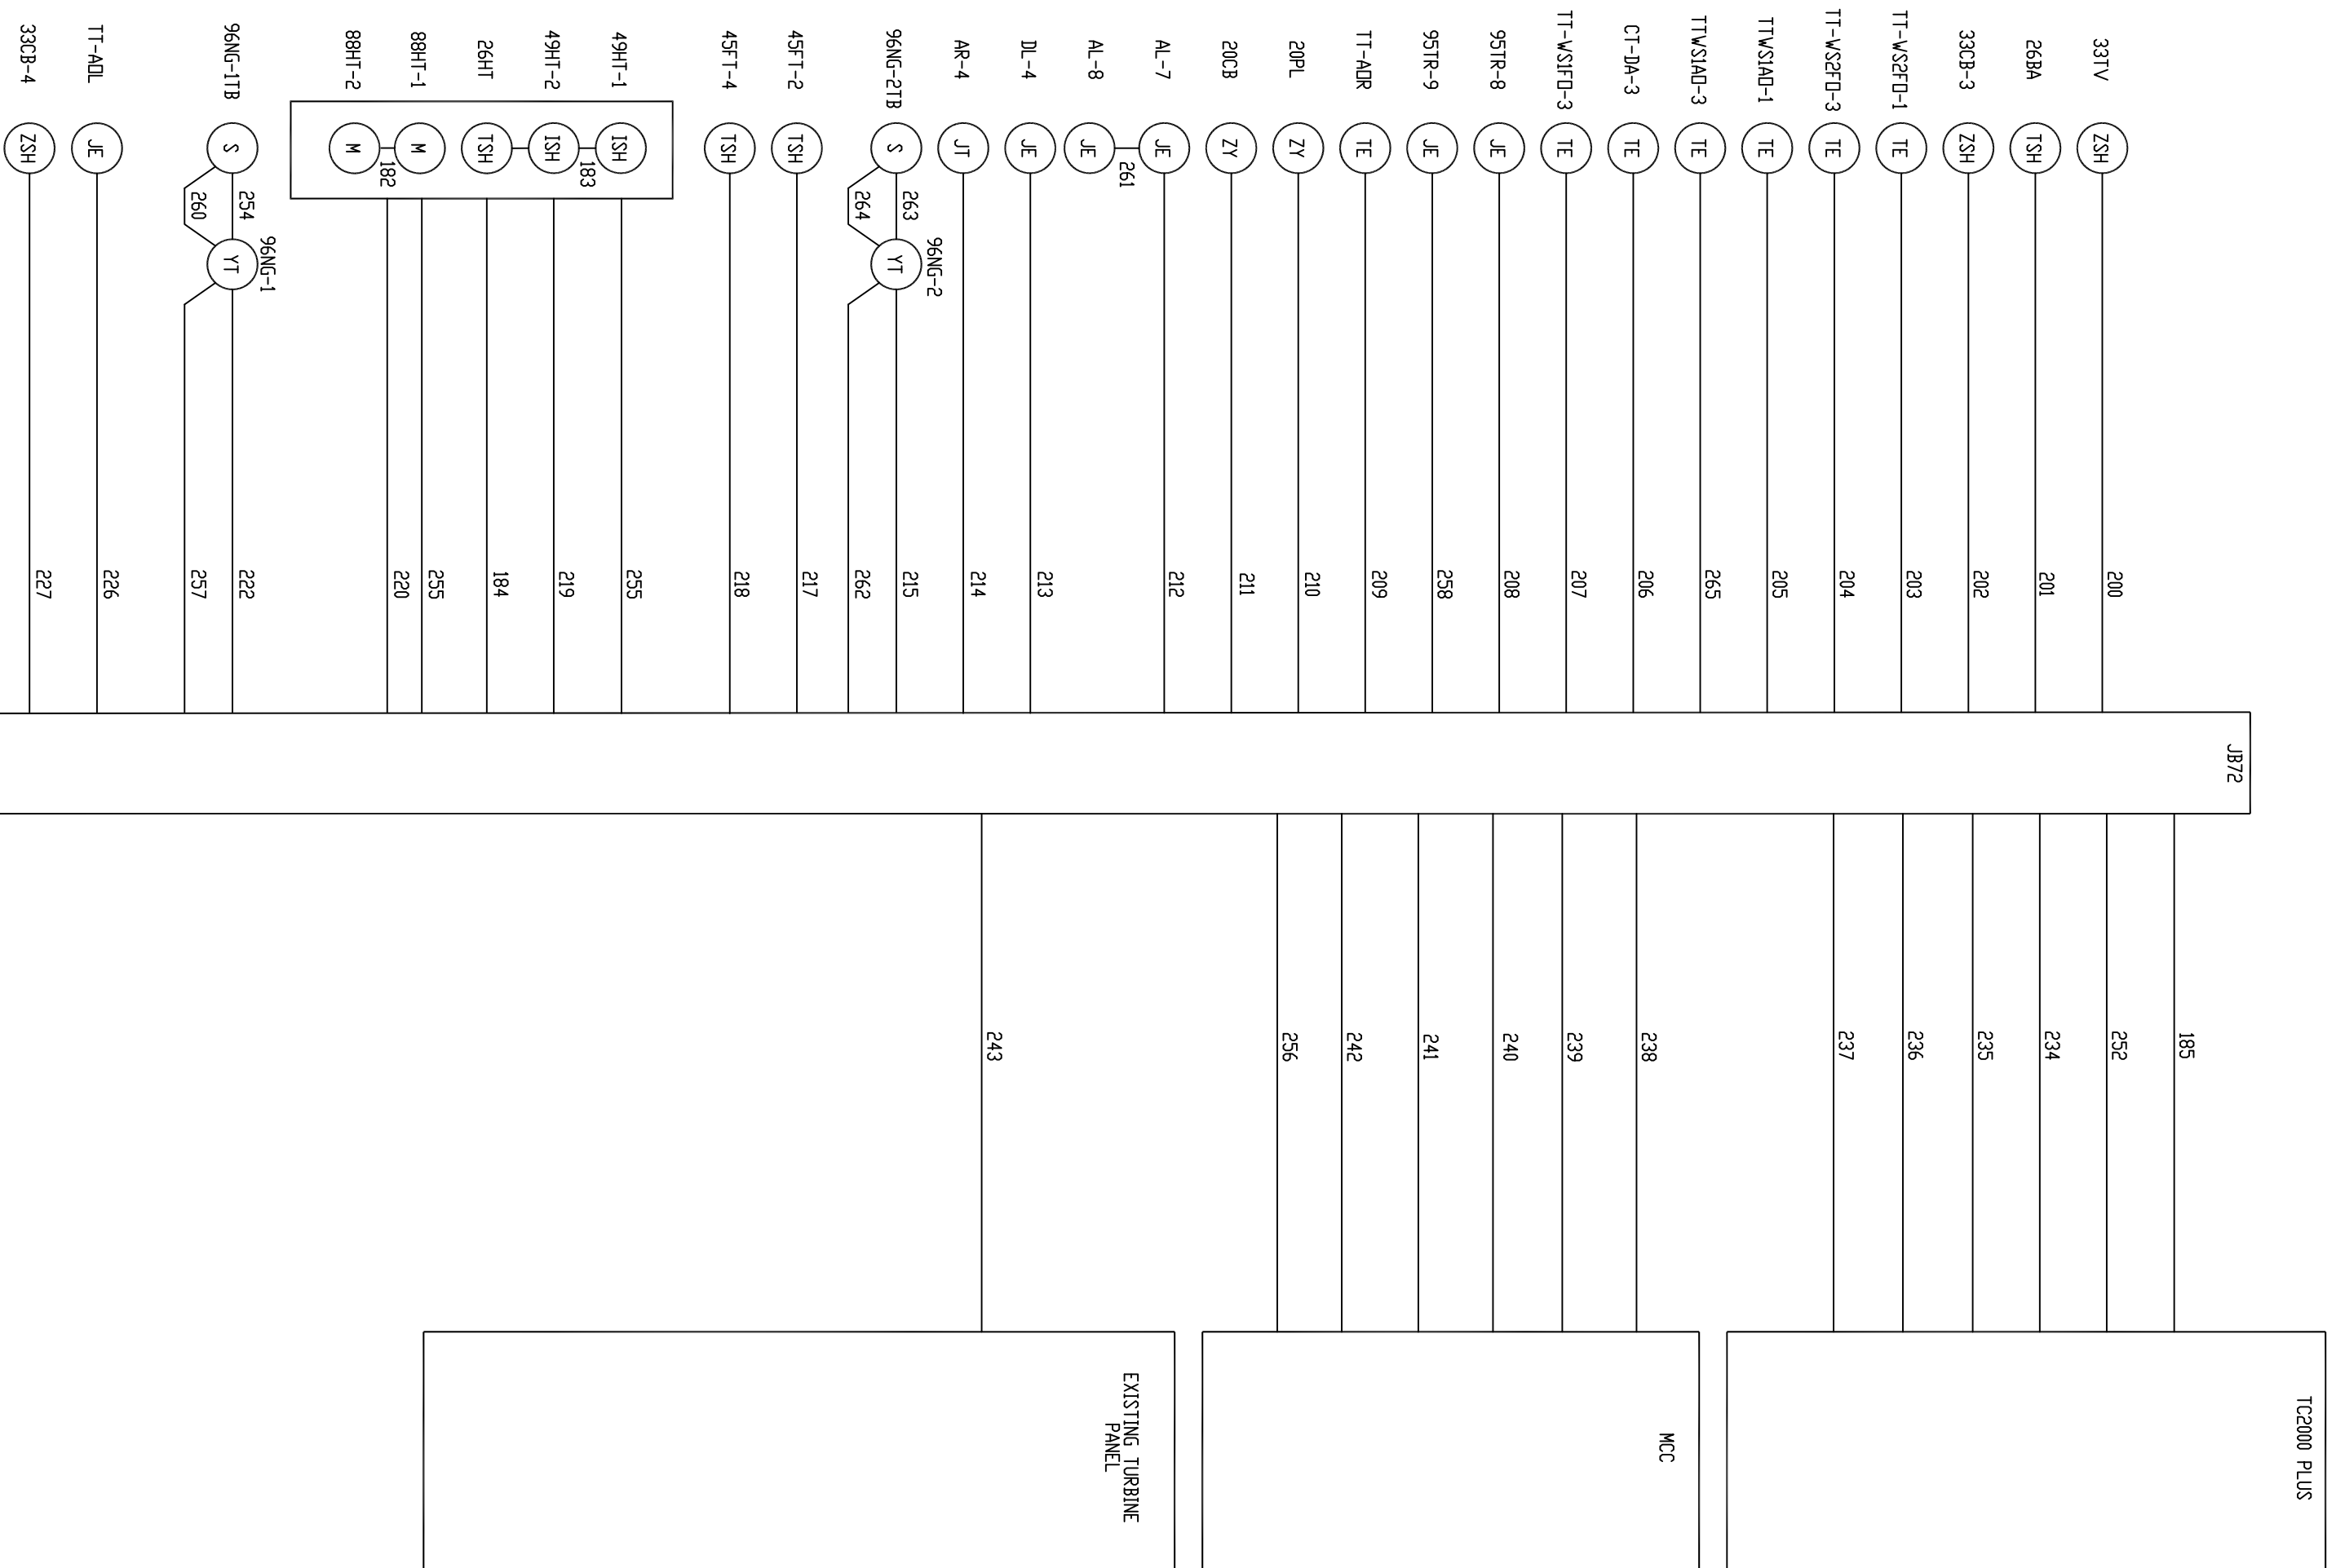 TC2000 PLUS
JB72
185
33TV
ZSH
200
252
26BA
TSH
201
234
33CB-3
ZSH
202
235
TT-WS2FO-1
TE
203
236
TT-WS2FO-3
TE
204
237
TTWS1AO-1
TE
205
TTWS1AO-3
TE
265
MCC
CT-DA-3
TE
206
238
TT-WS1FO-3
TE
207
239
95TR-8
JE
208
240
95TR-9
JE
258
241
TT-AOR
TE
209
242
20PL
ZY
210
256
20CB
ZY
211
AL-7
JE
212
261
AL-8
JE
EXISTING TURBINE
PANEL
DL-4
JE
213
AR-4
JT
214
243
96NG-2
96NG-2TB
S
263
YT
215
264
262
45FT-2
TSH
217
45FT-4
TSH
218
49HT-1
ISH
255
183
49HT-2
ISH
219
26HT
TSH
184
88HT-1
M
255
182
220
88HT-2
M
96NG-1
96NG-1TB
S
254
YT
222
260
257
TT-AOL
JE
226
33CB-4
ZSH
227